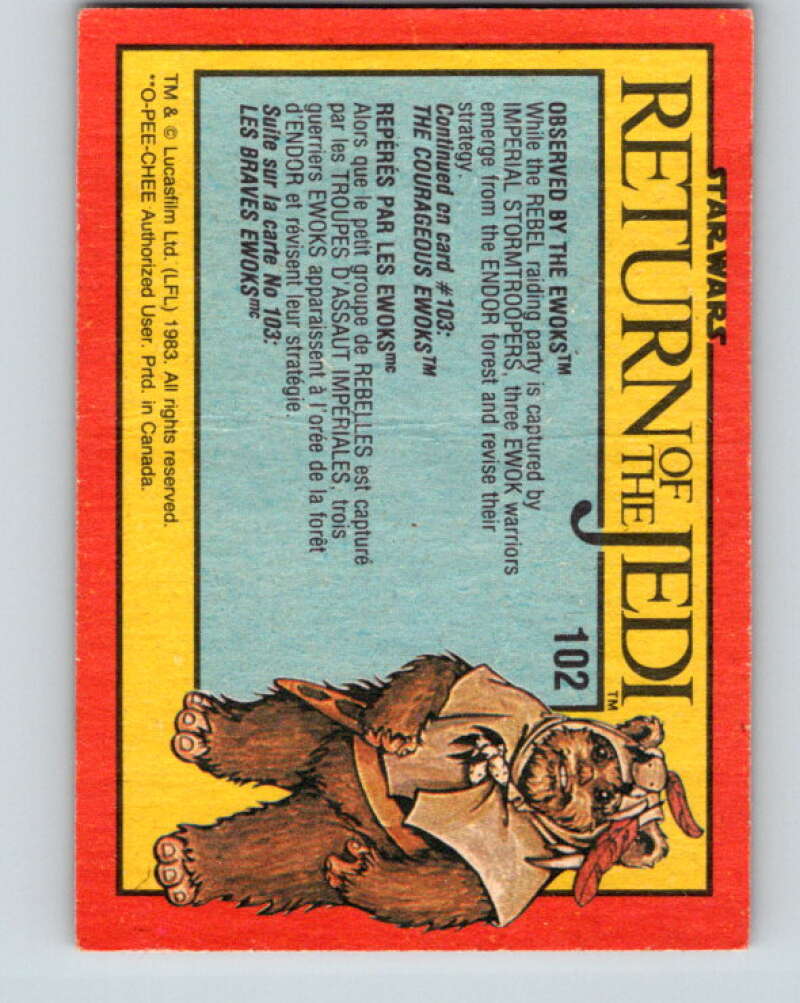 STAR WARS
RETURN OF THE JEDI™
102
OBSERVED BY THE EWOKS™
While the REBEL raiding party is captured by
IMPERIAL STORMTROOPERS, three EWOK warriors
emerge from the ENDOR forest and revise their
strategy.
Continued on card #103:
THE COURAGEOUS EWOKS™
REPÉRÉS PAR LES EWOKSmc
Alors que le petit groupe de REBELLES est capturé
par les TROUPES D'ASSAUT IMPÉRIALES, trois
guerriers EWOKS apparaissent à l'orée de la forêt
d'ENDOR et révisent leur stratégie.
Suite sur la carte No 103:
LES BRAVES EWOKSmc
TM & © Lucasfilm Ltd. (LFL) 1983. All rights reserved.
**O-PEE-CHEE Authorized User. Prtd. in Canada.